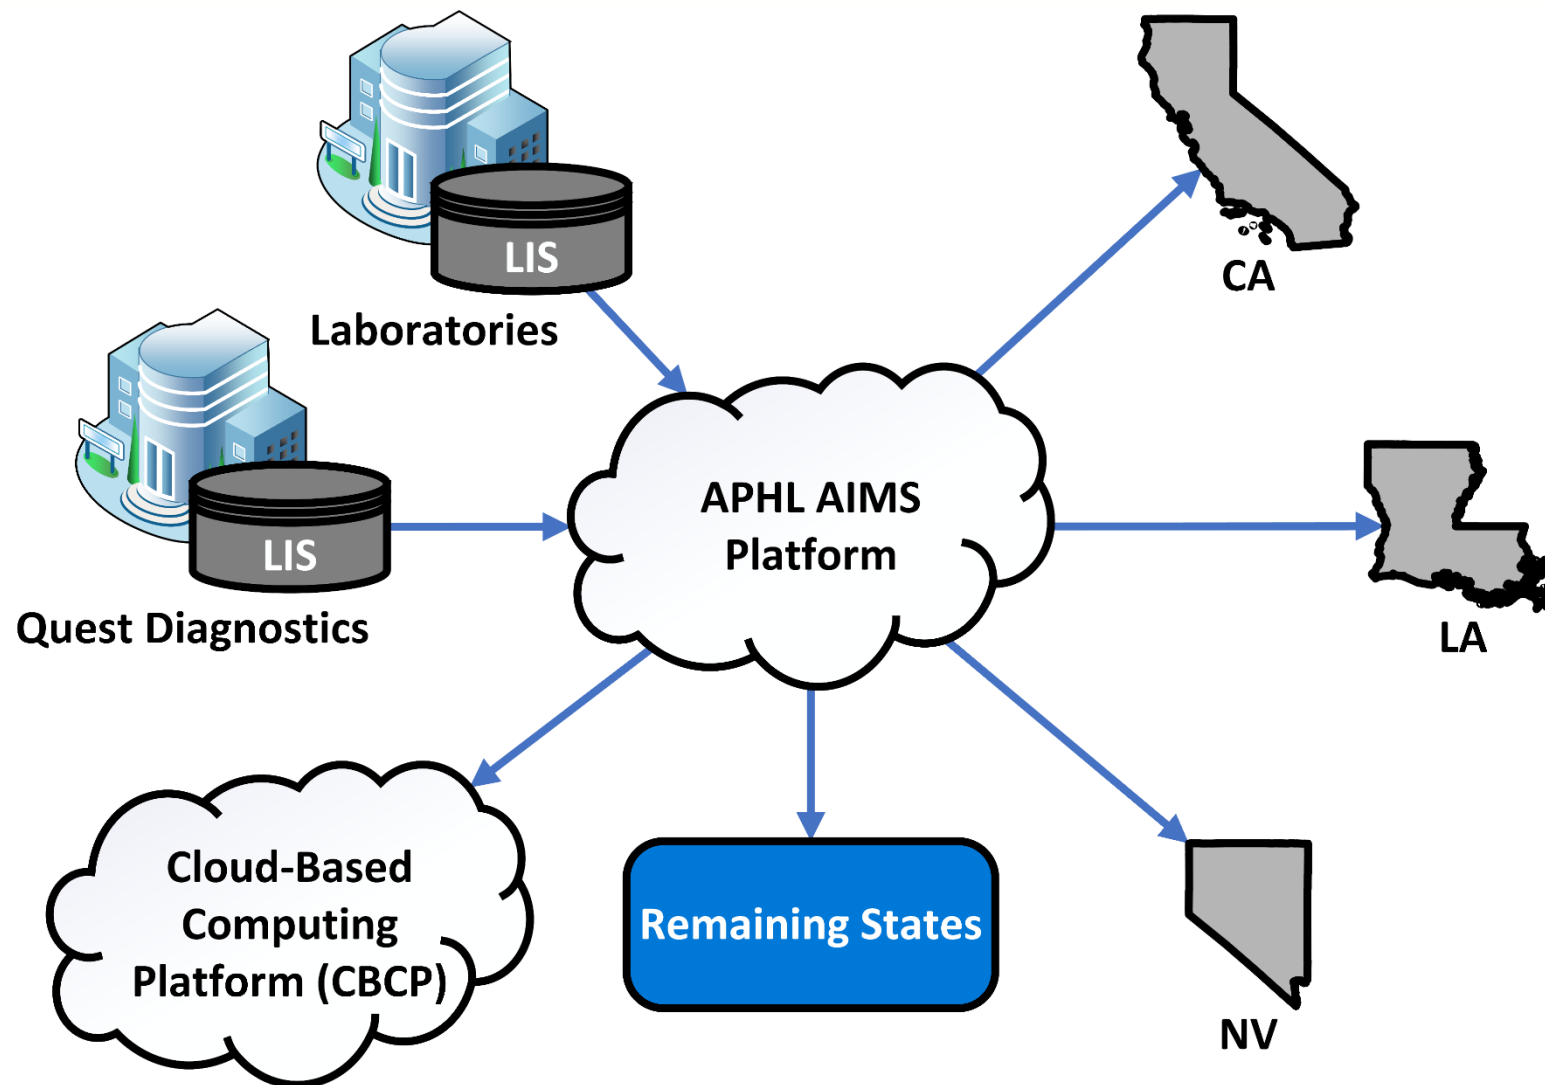 LIS
Laboratories
CA
LIS
Quest Diagnostics
APHL AIMS
Platform
LA
Cloud-Based
Computing
Platform (CBCP)
Remaining States
NV